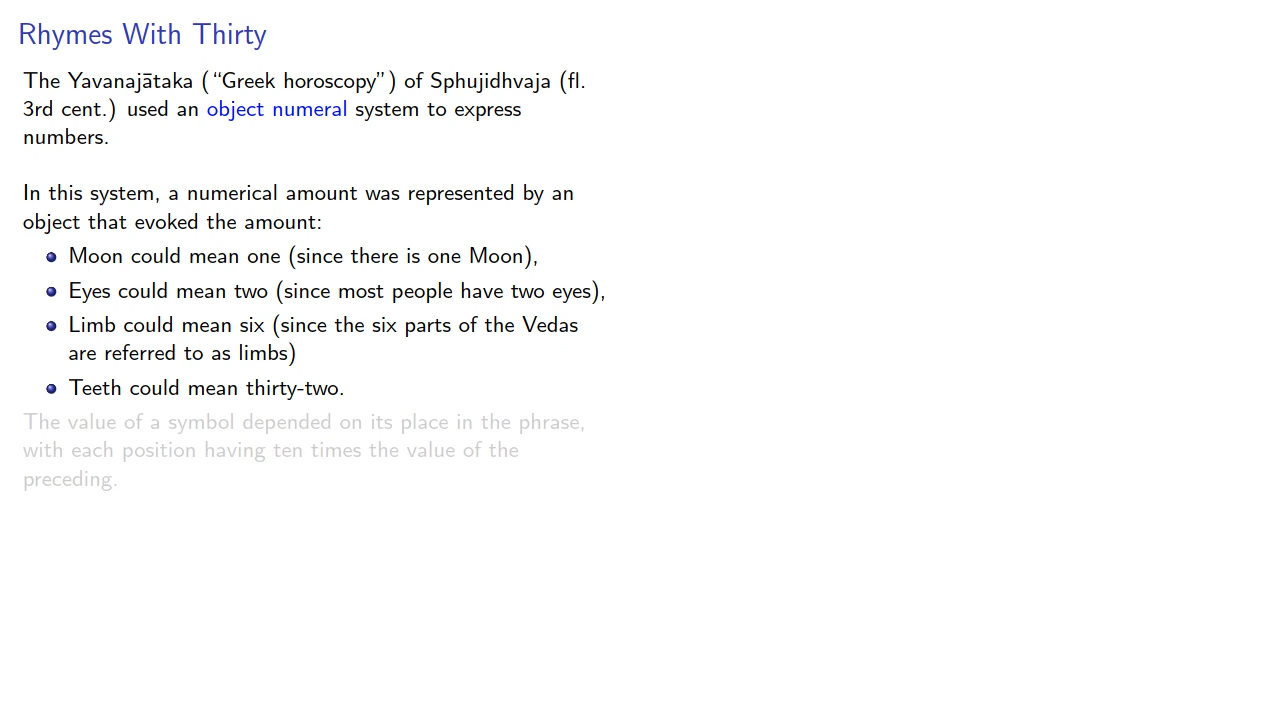 Rhymes With Thirty
The Yavanajātaka (“Greek horoscopy”) of Sphujidhvaja (fl.
3rd cent.) used an object numeral system to express
numbers.
In this system, a numerical amount was represented by an
object that evoked the amount:
Moon could mean one (since there is one Moon),
Eyes could mean two (since most people have two eyes),
Limb could mean six (since the six parts of the Vedas
are referred to as limbs)
Teeth could mean thirty-two.
The value of a symbol depended on its place in the phrase,
with each position having ten times the value of the
preceding.